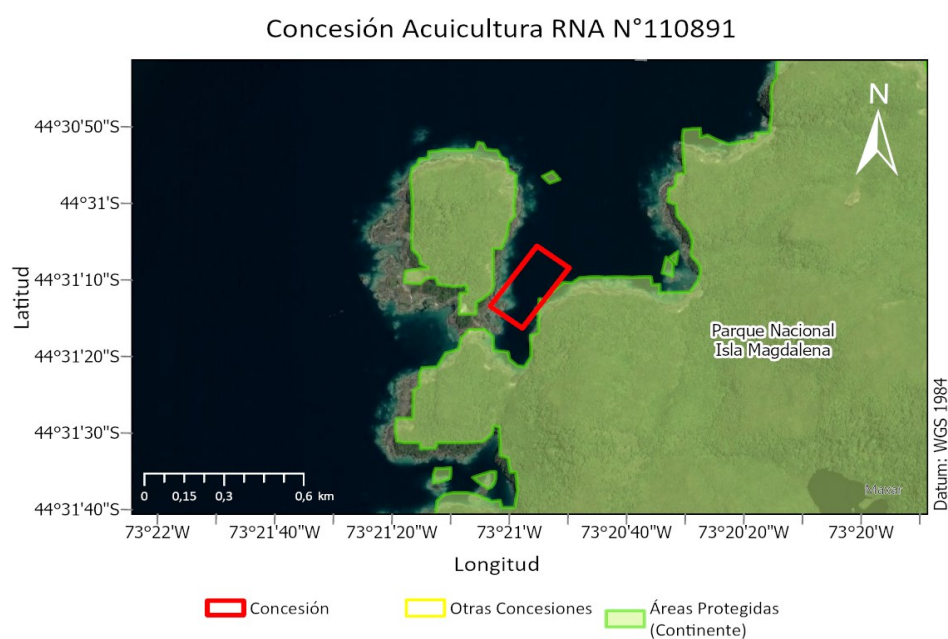 Concesión Acuicultura RNA N°110891
N
44°30'50"S
44°31'S
44°31'10"S
44°31'20"S
44°31'30"S
44°31'40"S
Latitud
Parque Nacional
Isla Magdalena
Maxar
0 0,15 0,3 0,6 km
Datum: WGS 1984
73°22'W 73°21'40"W 73°21'20"W 73°21'W 73°20'40"W 73°20'20"W 73°20'W
Longitud
Concesión Otras Concesiones Áreas Protegidas
(Continente)